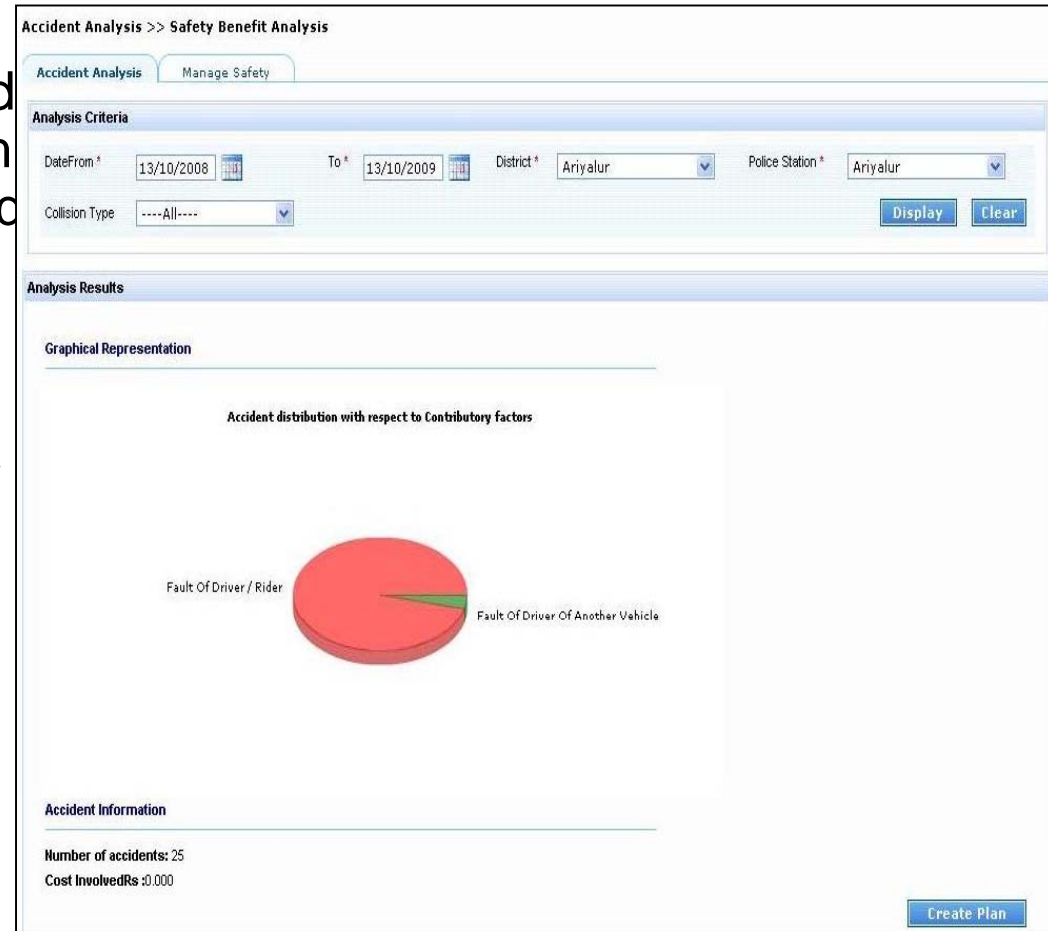 Accident Analysis >> Safety Benefit Analysis
Accident Analysis Manage Safety
Analysis Criteria
DateFrom * 13/10/2008 To * 13/10/2009 District * Ariyalur Police Station * Ariyalur
Collision Type ----All---- Display Clear
Analysis Results
Graphical Representation
Accident distribution with respect to Contributory factors
Fault Of Driver / Rider
Fault Of Driver Of Another Vehicle
Accident Information
Number of accidents: 25
Cost InvolvedRs :0.000
Create Plan